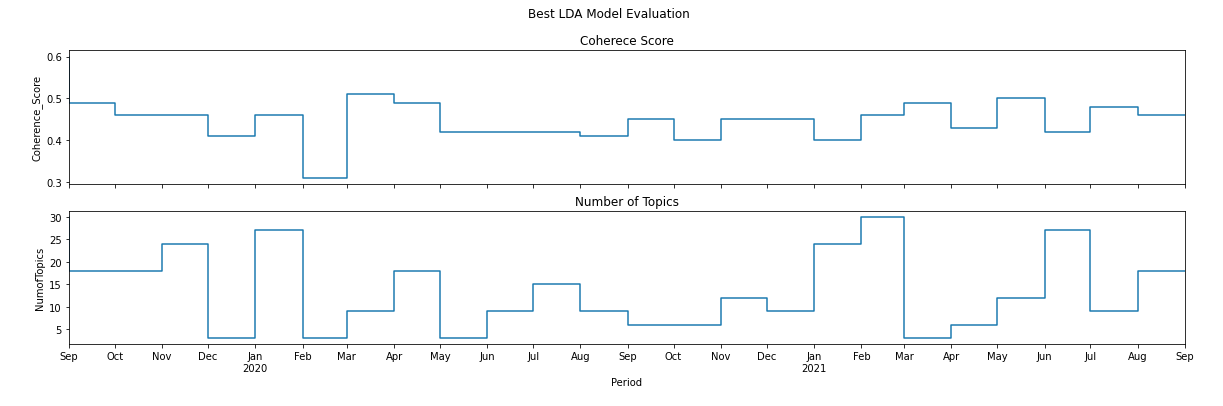 Best LDA Model Evaluation
Coherece Score
0.6
0.5
0.4
0.3
Coherence_Score
Number of Topics
30
25
20
15
10
5
NumofTopics
Sep Oct Nov Dec Jan Feb Mar Apr May Jun Jul Aug Sep Oct Nov Dec Jan Feb Mar Apr May Jun Jul Aug Sep
2020 2021
Period